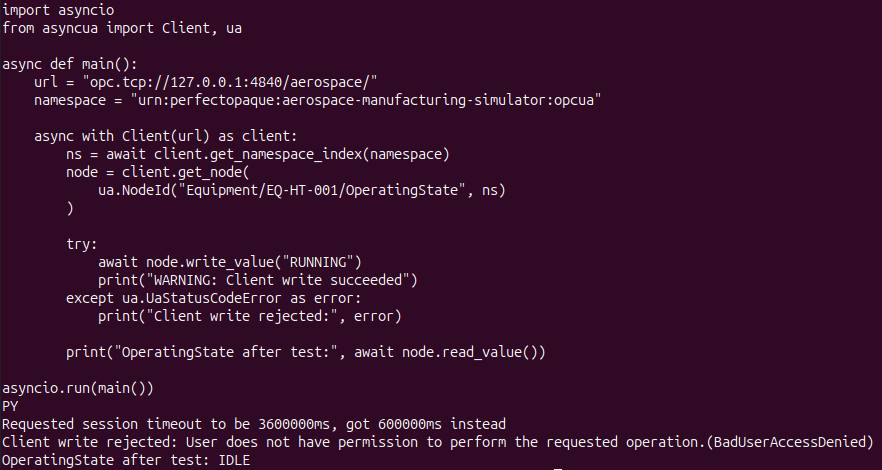 import asyncio
from asyncua import Client, ua

async def main():
    url = "opc.tcp://127.0.0.1:4840/aerospace/"
    namespace = "urn:perfectopaque:aerospace-manufacturing-simulator:opcua"

    async with Client(url) as client:
        ns = await client.get_namespace_index(namespace)
        node = client.get_node(
            ua.NodeId("Equipment/EQ-HT-001/OperatingState", ns)
        )

        try:
            await node.write_value("RUNNING")
            print("WARNING: Client write succeeded")
        except ua.UaStatusCodeError as error:
            print("Client write rejected:", error)

        print("OperatingState after test:", await node.read_value())

asyncio.run(main())
PY
Requested session timeout to be 3600000ms, got 600000ms instead
Client write rejected: User does not have permission to perform the requested operation.(BadUserAccessDenied)
OperatingState after test: IDLE